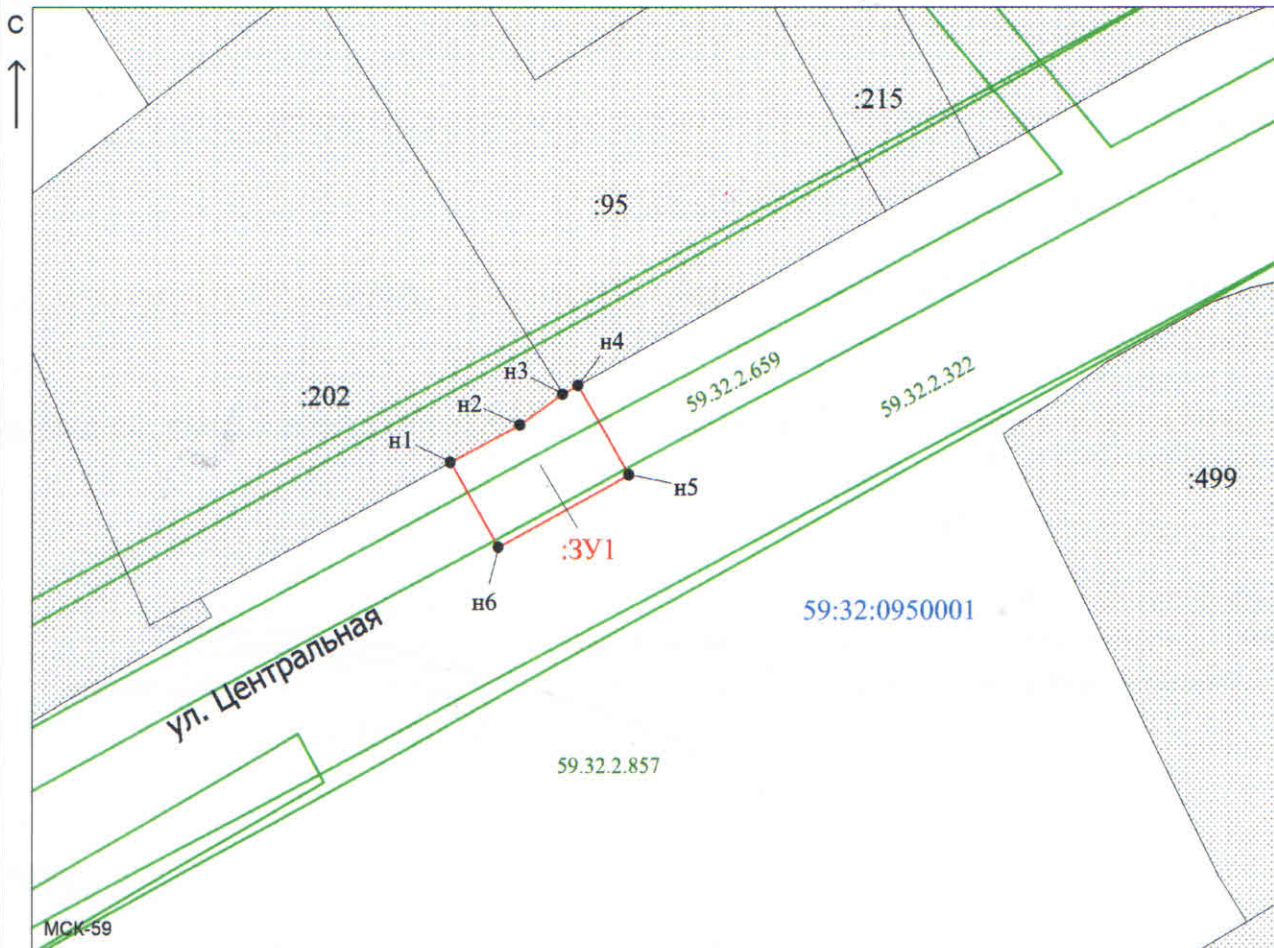 С
:215
:95
н4
н3
59.32.2.659
59.32.2.322
:202
н2
н1
:499
н5
:ЗУ1
н6
59:32:0950001
ул. Центральная
59.32.2.857
МСК-59